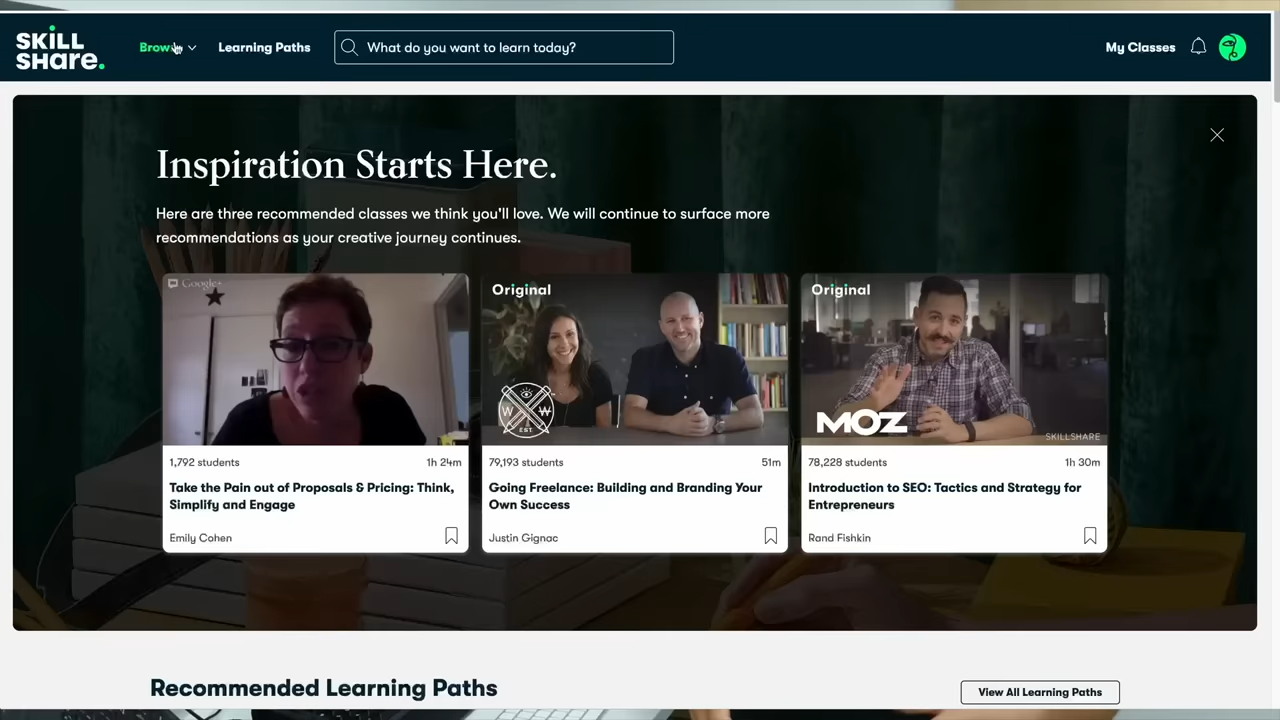 SKILL
SHARE.
Brow
Learning Paths
What do you want to learn today?
My Classes
Inspiration Starts Here.
Here are three recommended classes we think you'll love. We will continue to surface more
recommendations as your creative journey continues.
Google+
Original
W W
EST.
Original
MOZ
SKILLSHARE
1,792 students
1h 24m
Take the Pain out of Proposals & Pricing: Think,
Simplify and Engage
Emily Cohen
79,193 students
51m
Going Freelance: Building and Branding Your
Own Success
Justin Gignac
78,228 students
1h 30m
Introduction to SEO: Tactics and Strategy for
Entrepreneurs
Rand Fishkin
Recommended Learning Paths
View All Learning Paths